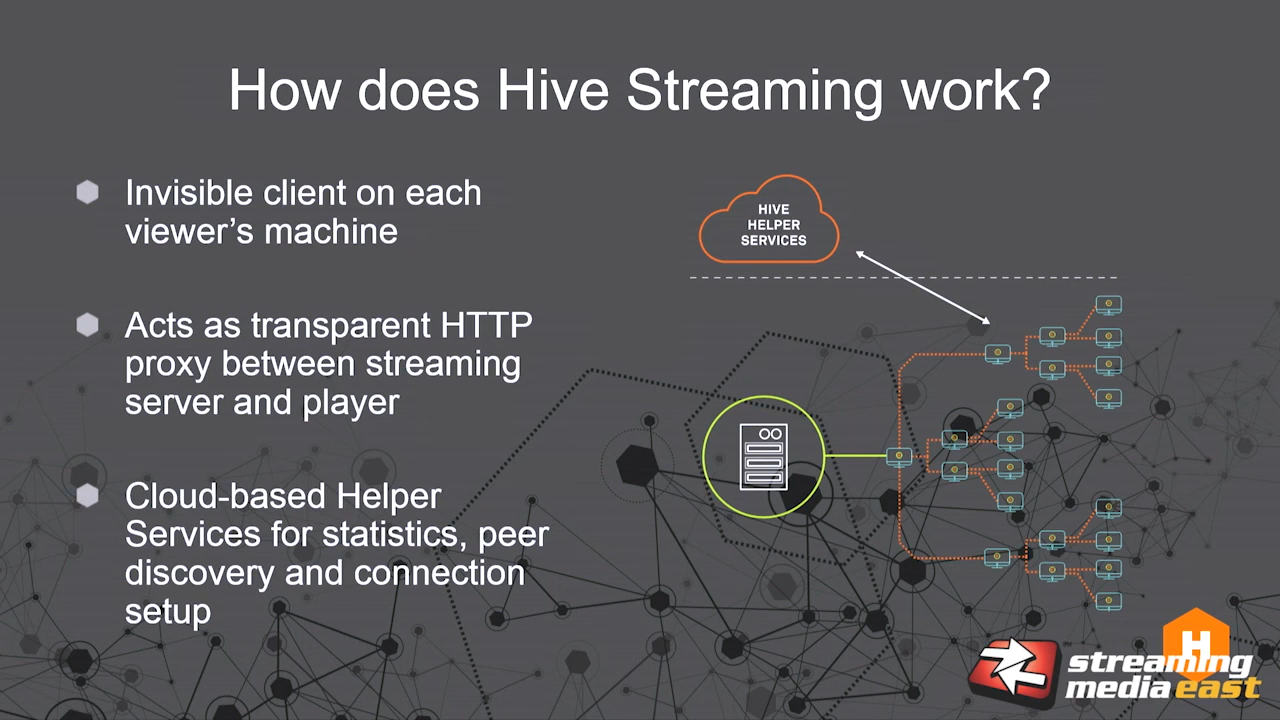 How does Hive Streaming work?
Invisible client on each
viewer’s machine
Acts as transparent HTTP
proxy between streaming
server and player
Cloud-based Helper
Services for statistics, peer
discovery and connection
setup
HIVE
HELPER
SERVICES
H
streaming
media east